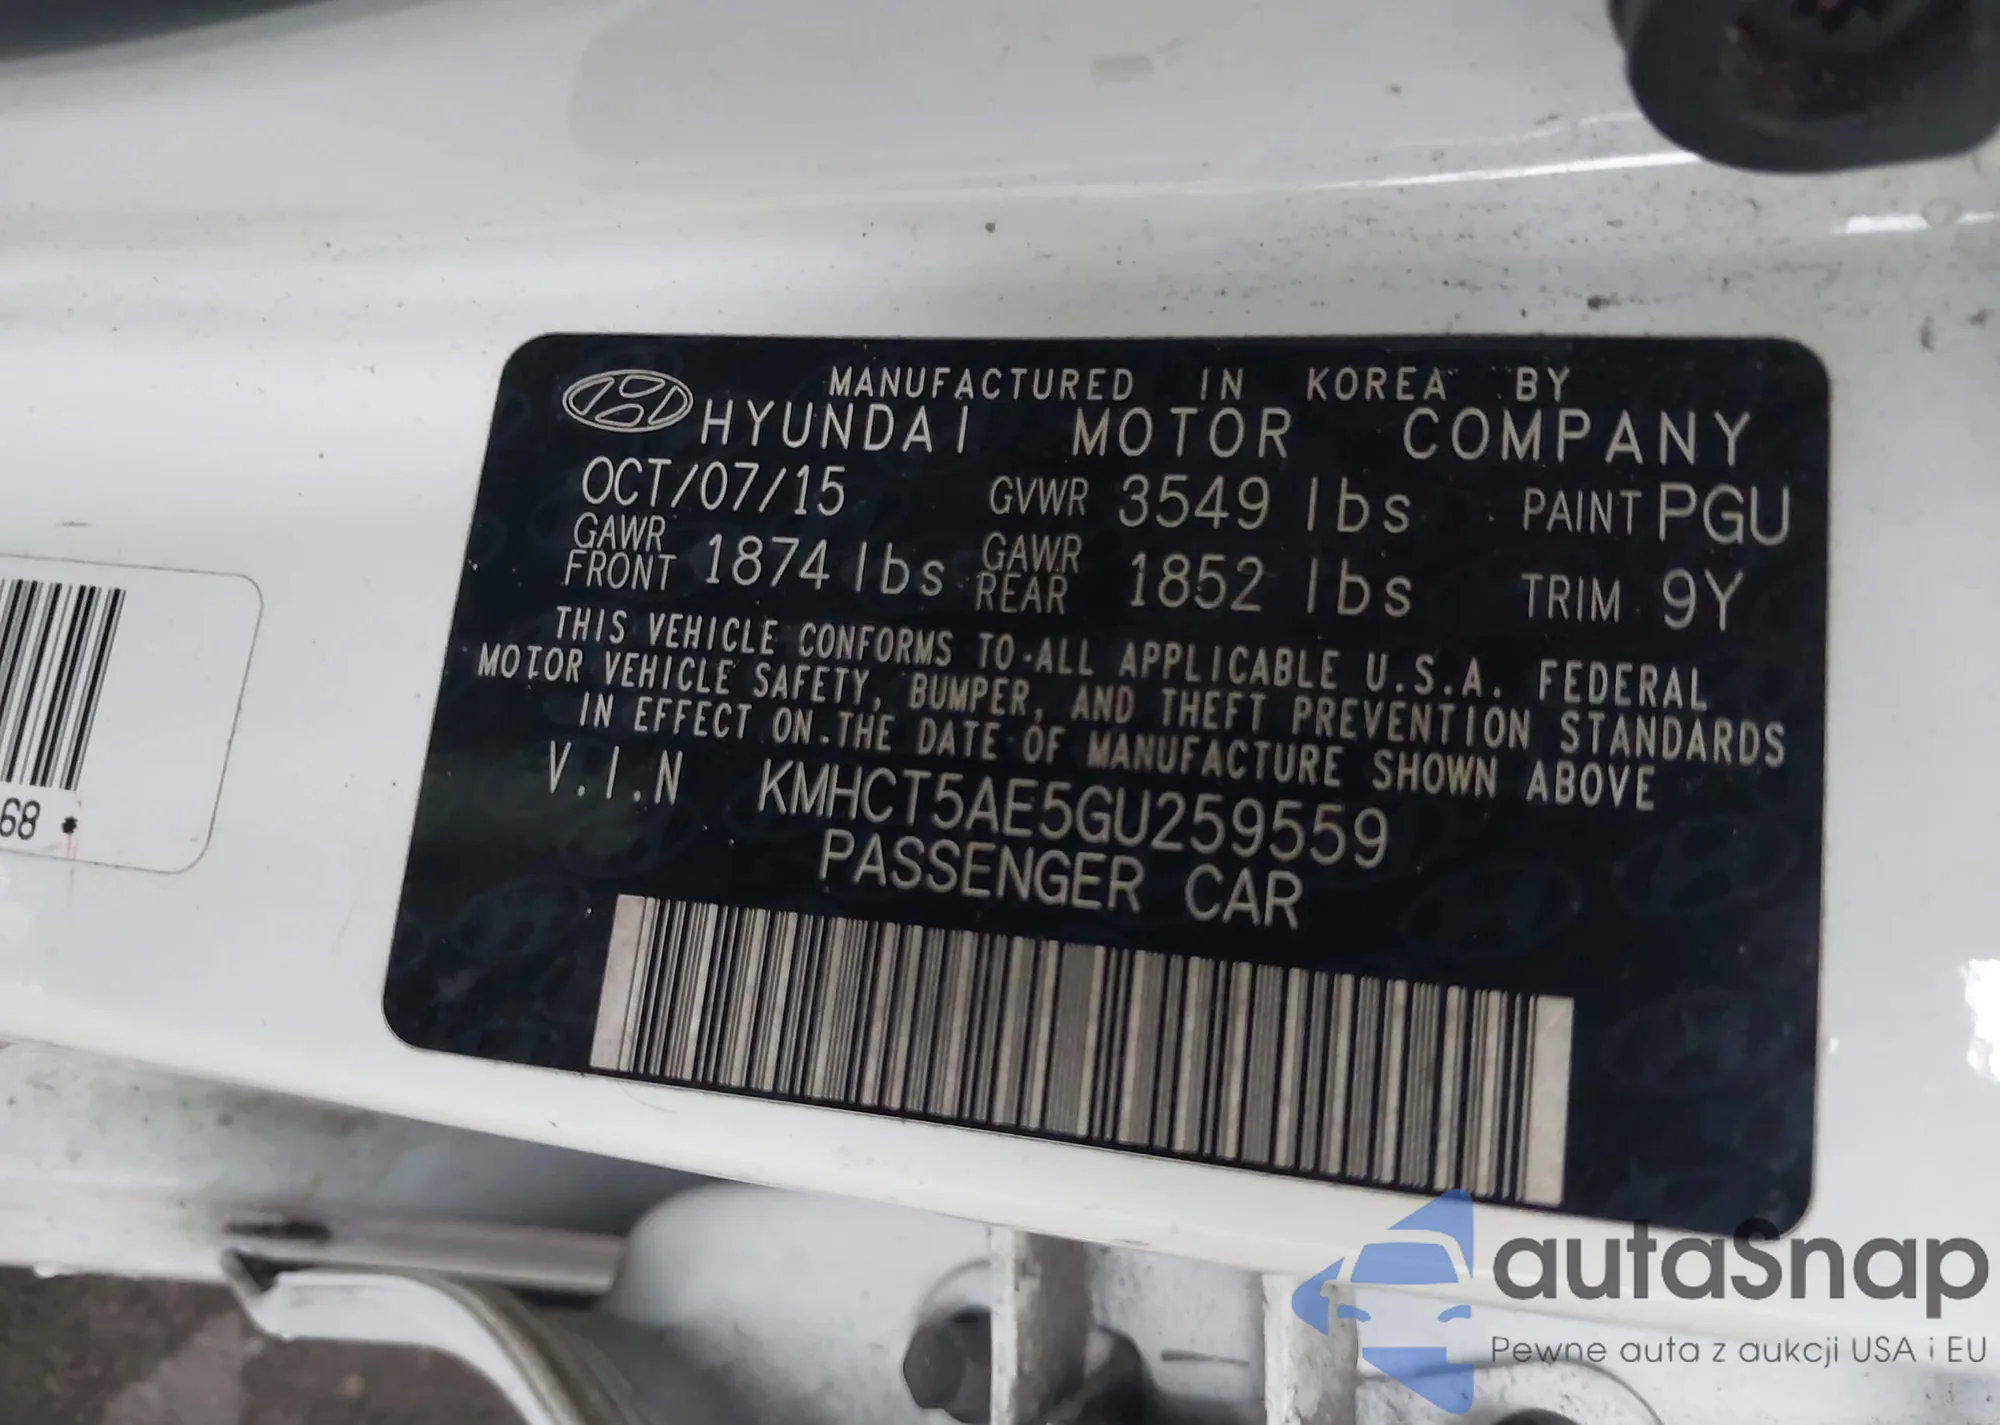 MANUFACTURED IN KOREA BY
HYUNDAI MOTOR COMPANY
OCT/07/15 GVWR 3549 lbs PAINT PGU
GAWR FRONT 1874 lbs GAWR REAR 1852 lbs TRIM 9Y
THIS VEHICLE CONFORMS TO ALL APPLICABLE U.S.A. FEDERAL
MOTOR VEHICLE SAFETY, BUMPER, AND THEFT PREVENTION STANDARDS
IN EFFECT ON THE DATE OF MANUFACTURE SHOWN ABOVE
V.I.N KMHCT5AE5GU259559
PASSENGER CAR
68 *
autaSnap
Pewne auta z aukcji USA i EU